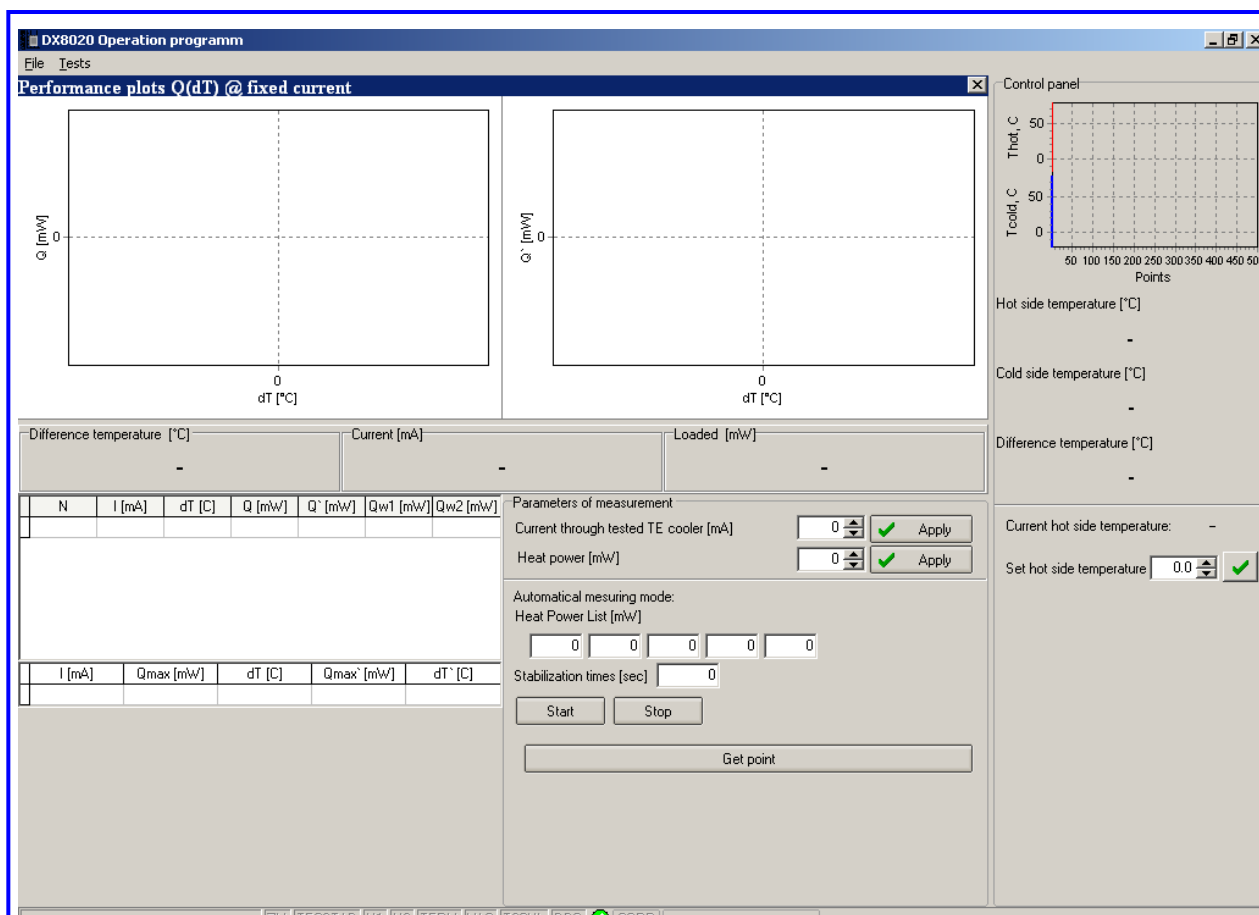 DX8020 Operation programm
File Tests
Performance plots Q(dT) @ fixed current
Q [mW]
0
0
dT [°C]
Q` [mW]
0
0
dT [°C]
Difference temperature [°C]
-
Current [mA]
-
Loaded [mW]
-
N I [mA] dT [C] Q [mW] Q` [mW] Qw1 [mW] Qw2 [mW]
I [mA] Qmax [mW] dT [C] Qmax` [mW] dT` [C]
Parameters of measurement
Current through tested TE cooler [mA] 0 Apply
Heat power [mW] 0 Apply
Automatical mesuring mode:
Heat Power List [mW]
0 0 0 0 0
Stabilization times [sec] 0
Start Stop
Get point
Control panel
Thot, C
50
0
Tcold, C
50
0
50 100 150 200 250 300 350 400 450 50
Points
Hot side temperature [°C]
-
Cold side temperature [°C]
-
Difference temperature [°C]
-
Current hot side temperature: -
Set hot side temperature 0.0